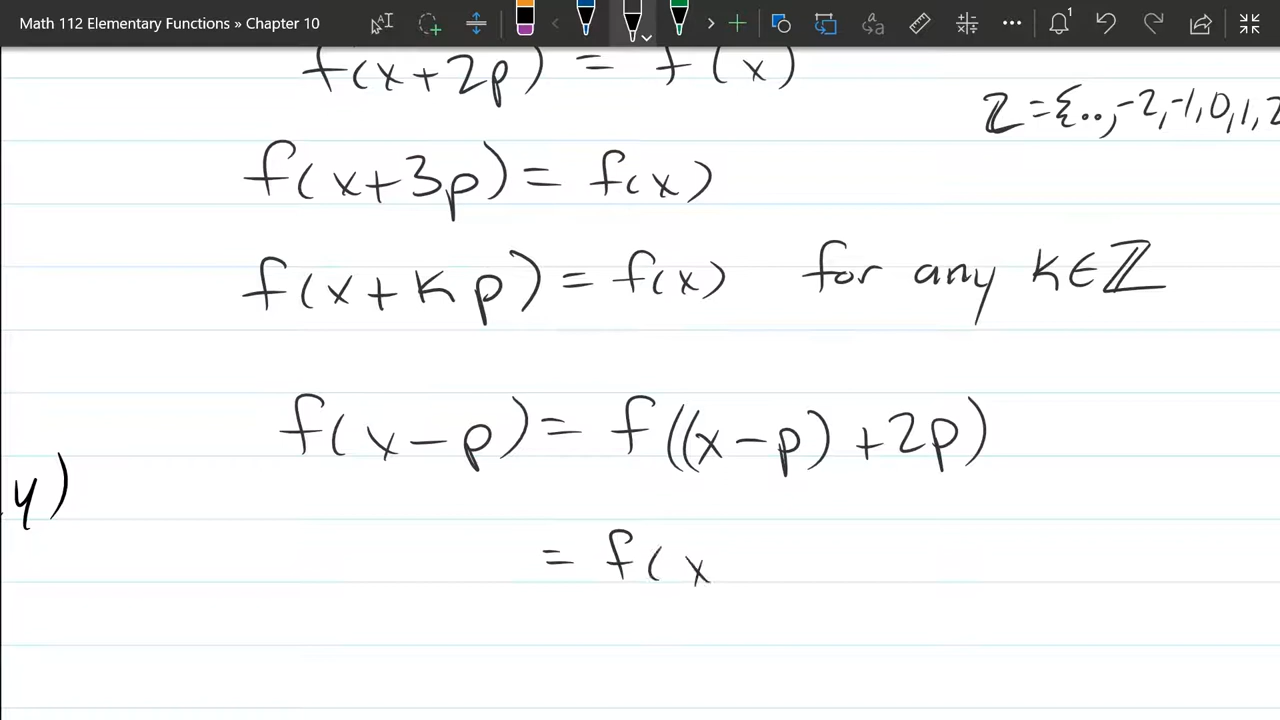 Math 112 Elementary Functions » Chapter 10
f(x+2p) = f(x)
ℤ={..,-2,-1,0,1,2
f(x+3p) = f(x)
f(x+kp) = f(x) for any k∈ℤ
f(x-p) = f((x-p)+2p)
y)
= f(x